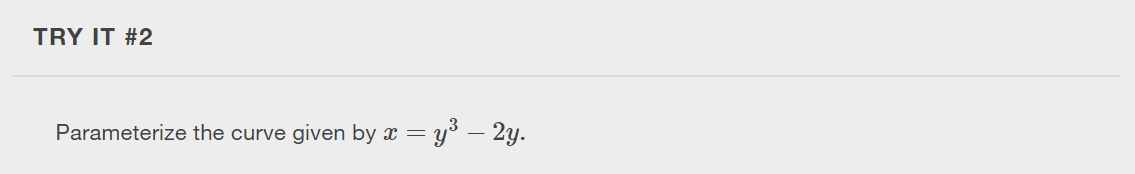 TRY IT #2
Parameterize the curve given by x = y³ − 2y.